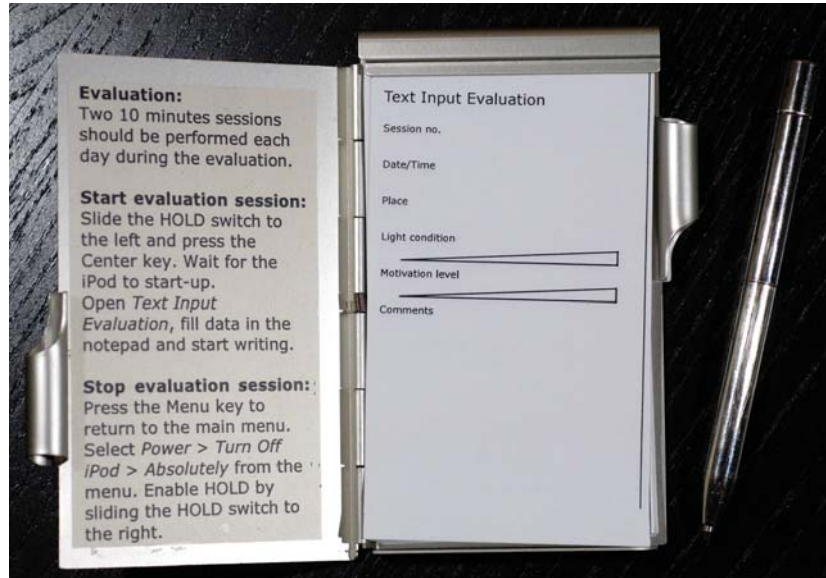 Evaluation:
Two 10 minutes sessions
should be performed each
day during the evaluation.
Start evaluation session:
Slide the HOLD switch to
the left and press the
Center key. Wait for the
iPod to start-up.
Open Text Input
Evaluation, fill data in the
notepad and start writing.
Stop evaluation session:
Press the Menu key to
return to the main menu.
Select Power > Turn Off
iPod > Absolutely from the
menu. Enable HOLD by
sliding the HOLD switch to
the right.
Text Input Evaluation
Session no.
Date/Time
Place
Light condition
Motivation level
Comments